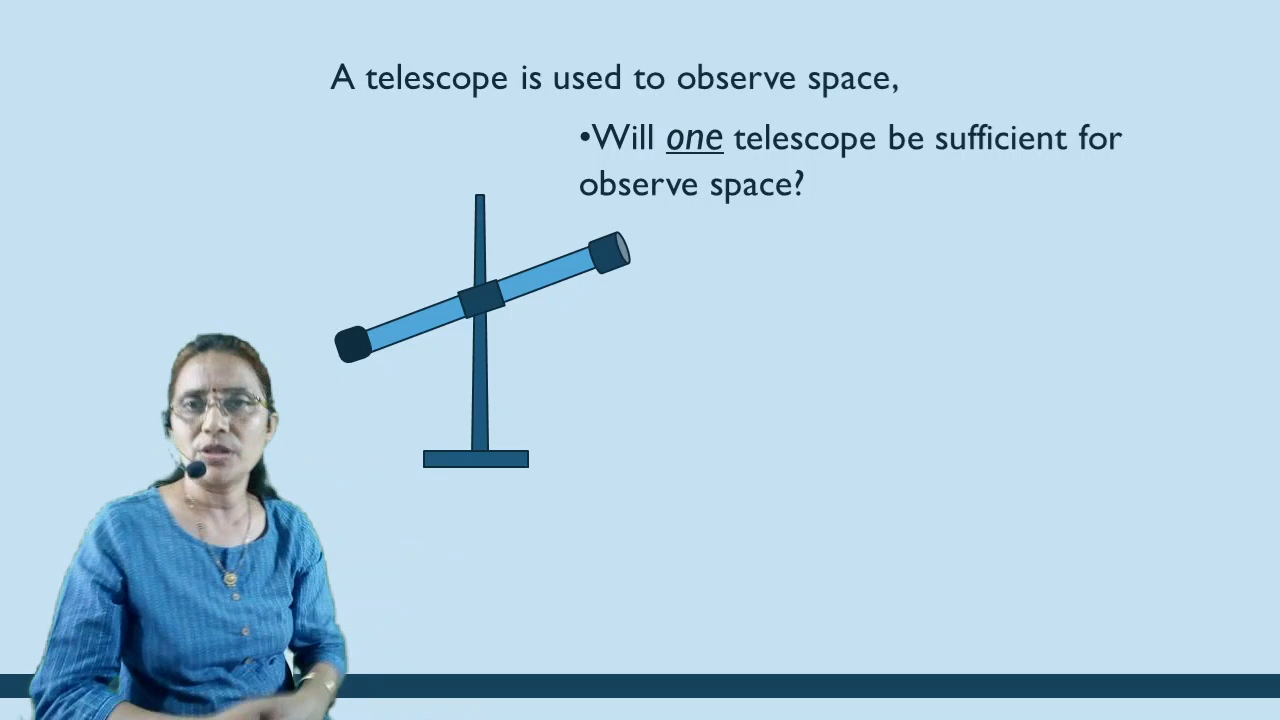 A telescope is used to observe space,
•Will one telescope be sufficient for
observe space?